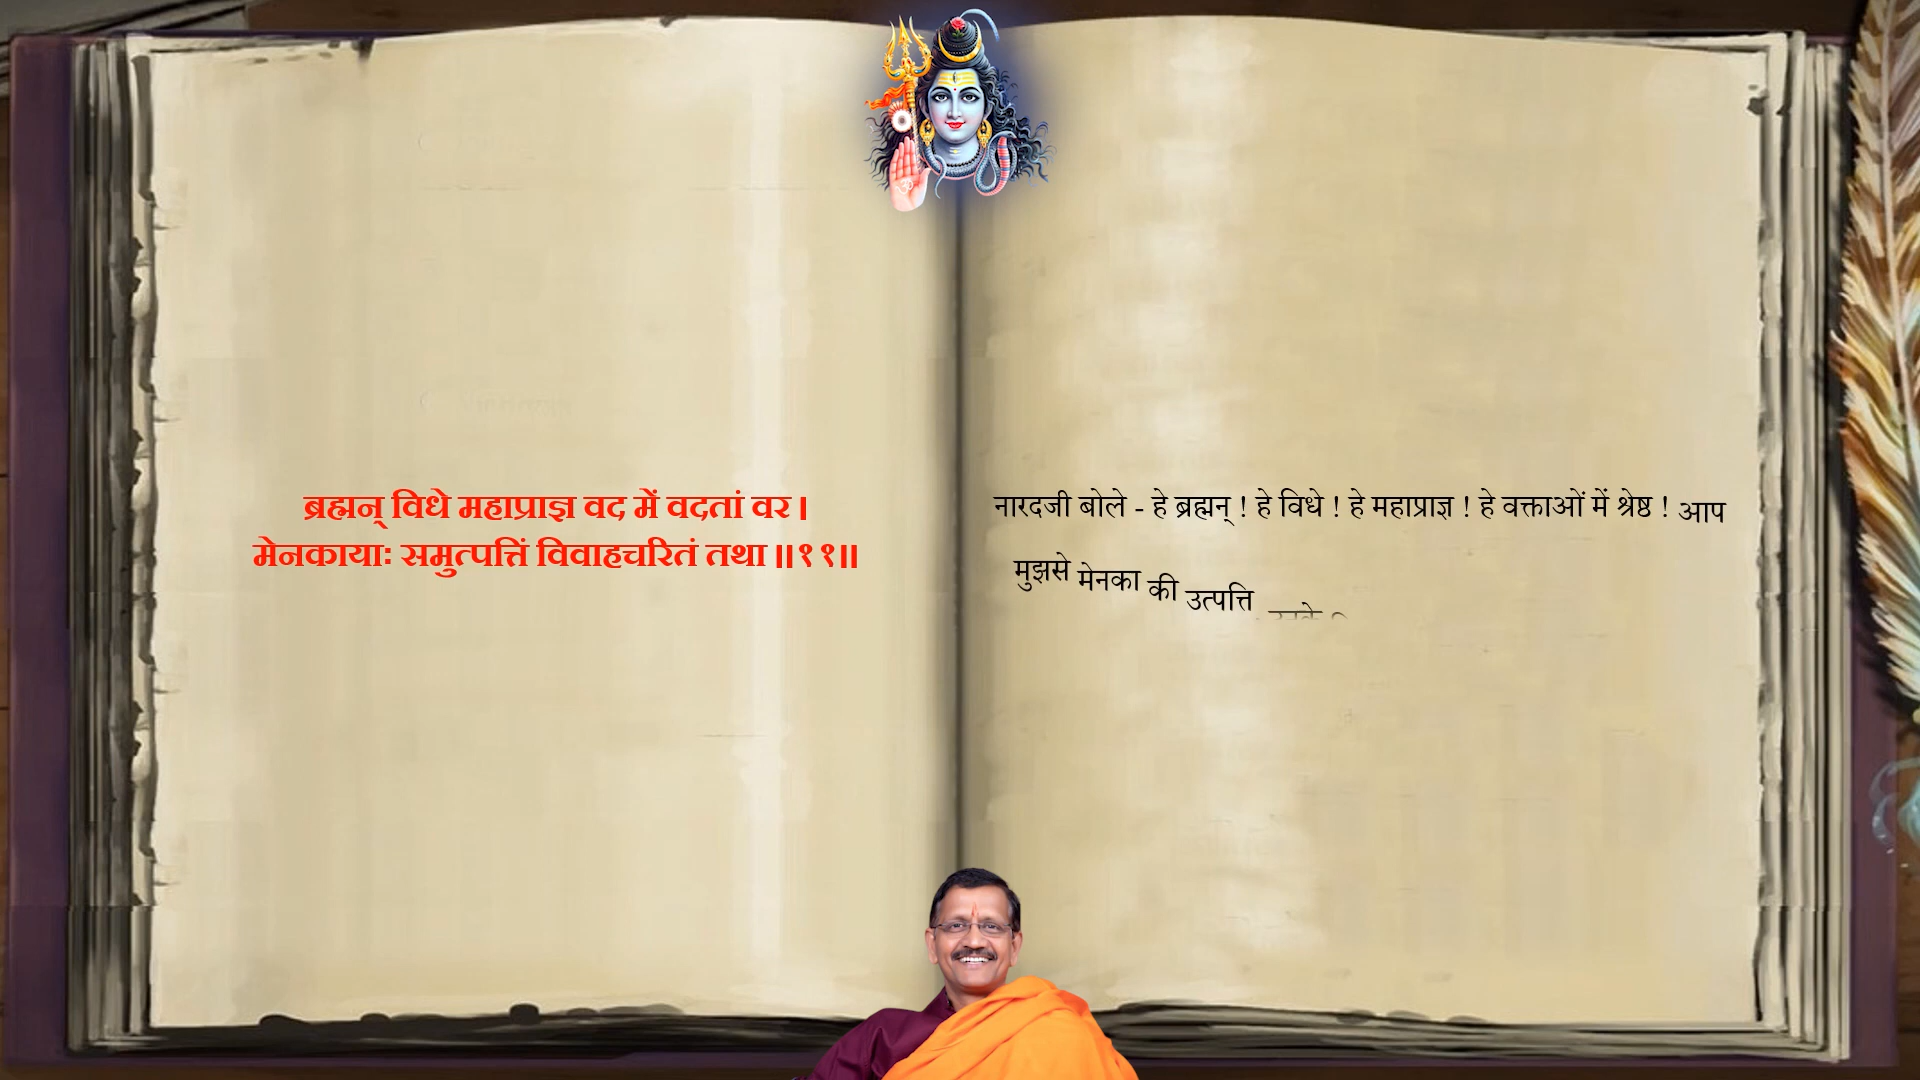 ब्रह्मन् विधे महाप्राज्ञ वद में वदतां वर ।
मेनकायाः समुत्पत्तिं विवाहचरितं तथा ॥११॥
नारदजी बोले - हे ब्रह्मन् ! हे विधे ! हे महाप्राज्ञ ! हे वक्ताओं में श्रेष्ठ ! आप
मुझसे मेनका की उत्पत्ति